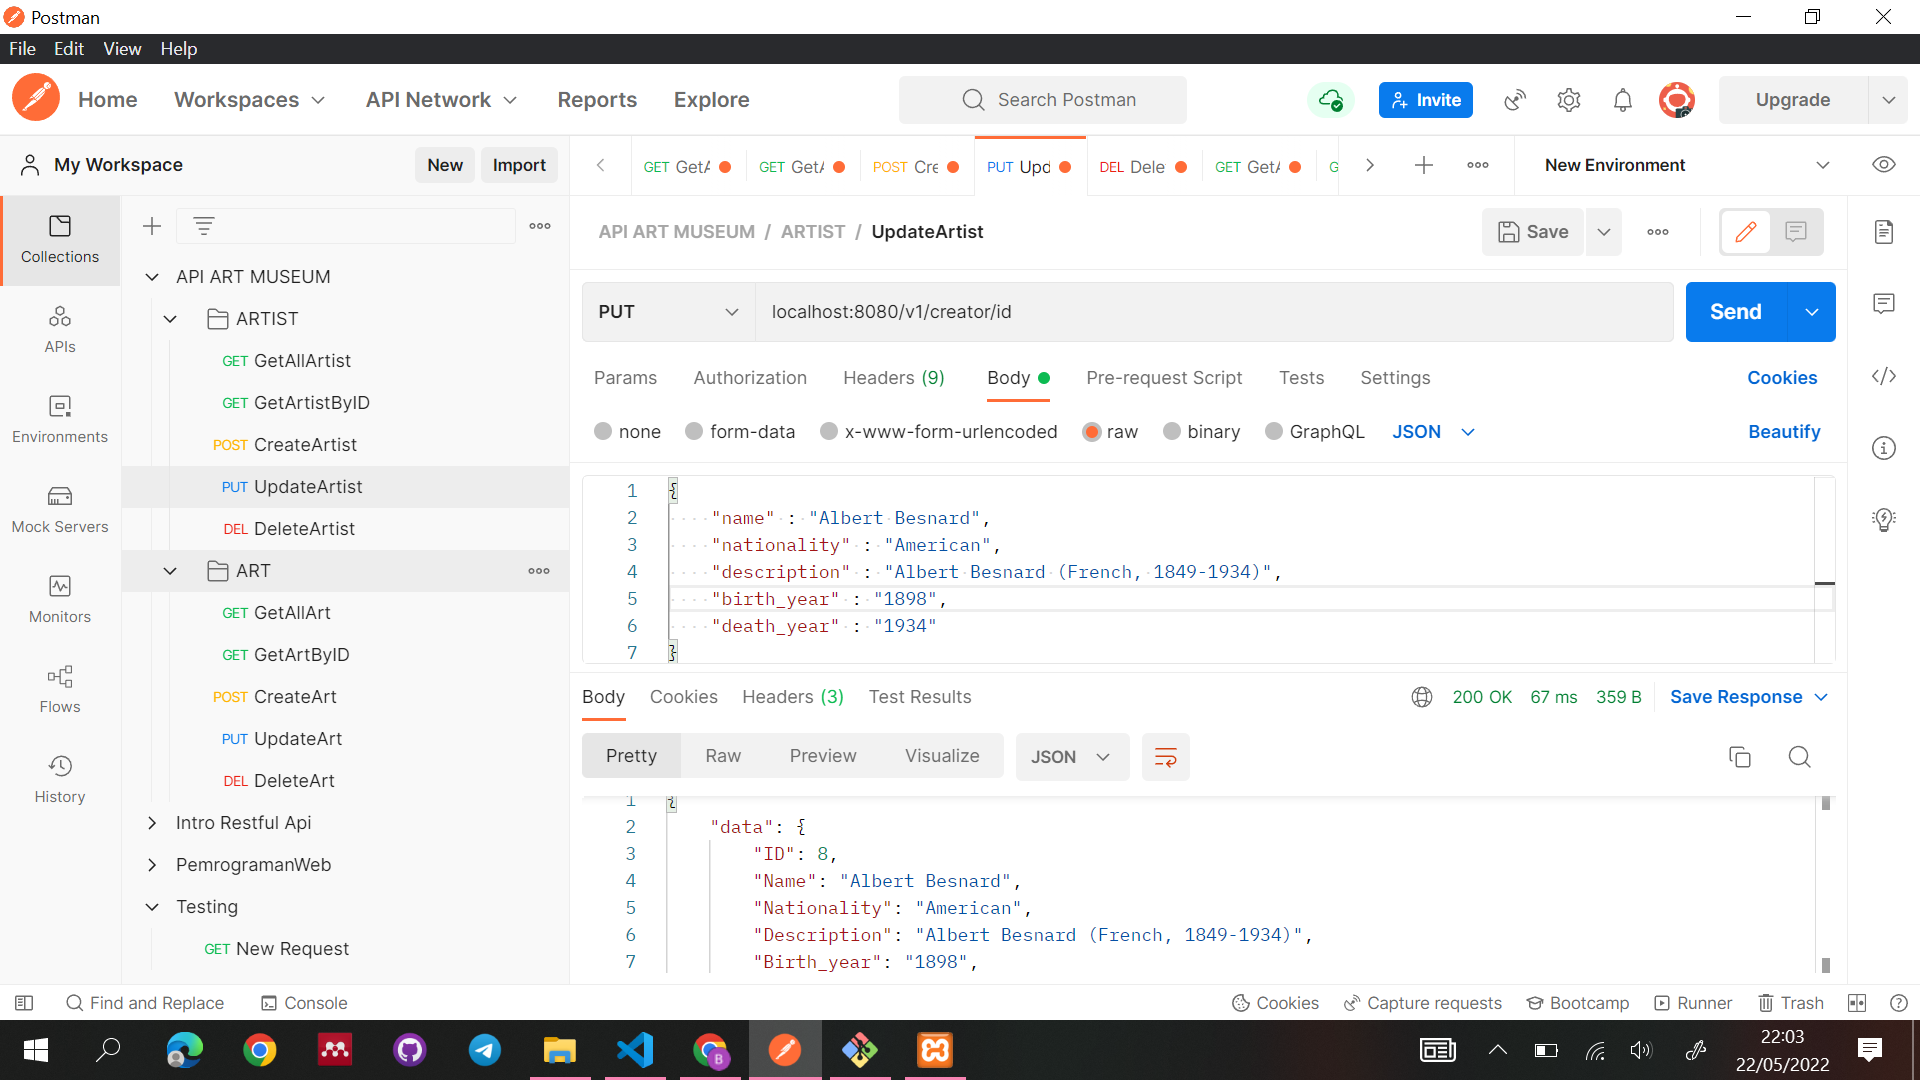 Postman
File Edit View Help
Home Workspaces API Network Reports Explore Search Postman Invite Upgrade
My Workspace New Import GET GetA GET GetA POST Cre PUT Upd DEL Dele GET GetA G New Environment
Collections
APIs
Environments
Mock Servers
Monitors
Flows
History
API ART MUSEUM
ARTIST
GET GetAllArtist
GET GetArtistByID
POST CreateArtist
PUT UpdateArtist
DEL DeleteArtist
ART
GET GetAllArt
GET GetArtByID
POST CreateArt
PUT UpdateArt
DEL DeleteArt
Intro Restful Api
PemrogramanWeb
Testing
GET New Request
API ART MUSEUM / ARTIST / UpdateArtist Save
PUT localhost:8080/v1/creator/id Send
Params Authorization Headers (9) Body Pre-request Script Tests Settings Cookies
none form-data x-www-form-urlencoded raw binary GraphQL JSON Beautify
1 {
2 "name" : "Albert Besnard",
3 "nationality" : "American",
4 "description" : "Albert Besnard (French, 1849-1934)",
5 "birth_year" : "1898",
6 "death_year" : "1934"
7 }
Body Cookies Headers (3) Test Results 200 OK 67 ms 359 B Save Response
Pretty Raw Preview Visualize JSON
1 {
2 "data": {
3 "ID": 8,
4 "Name": "Albert Besnard",
5 "Nationality": "American",
6 "Description": "Albert Besnard (French, 1849-1934)",
7 "Birth_year": "1898",
Find and Replace Console Cookies Capture requests Bootcamp Runner Trash
B
22:03
22/05/2022